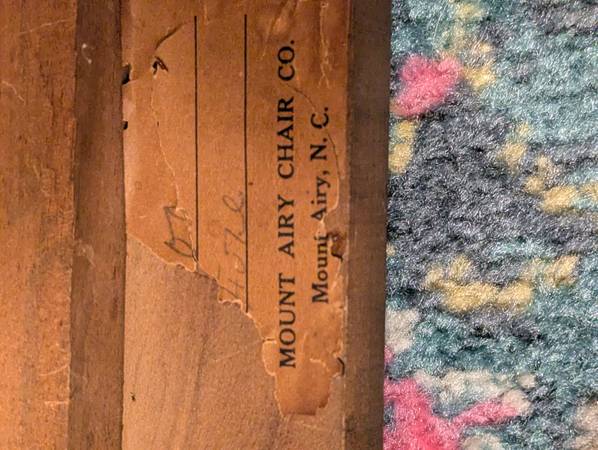 MOUNT AIRY CHAIR CO.
Mount Airy, N. C.